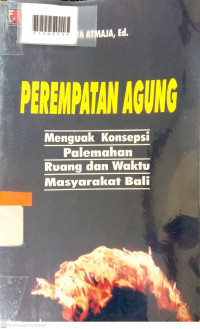 ATMAJA, Ed.
PEREMPATAN AGUNG
Menguak Konsepsi
Palemahan
Ruang dan Waktu
Masyarakat Bali